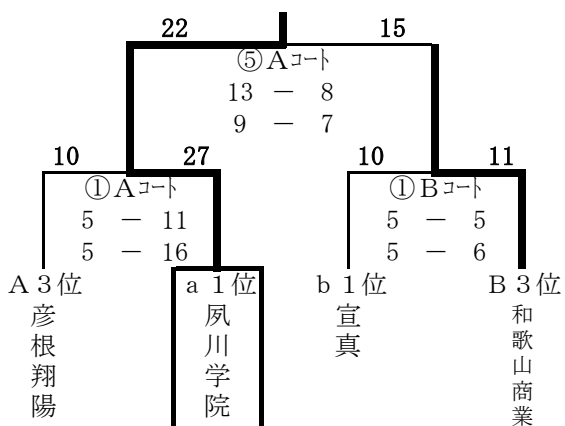 22 15
⑤Aコート
13 － 8
9 － 7
10 27 10 11
①Aコート ①Bコート
5 － 11 5 － 5
5 － 16 5 － 6
A3位 a1位 b1位 B3位
彦根翔陽
夙川学院
宣真
和歌山商業